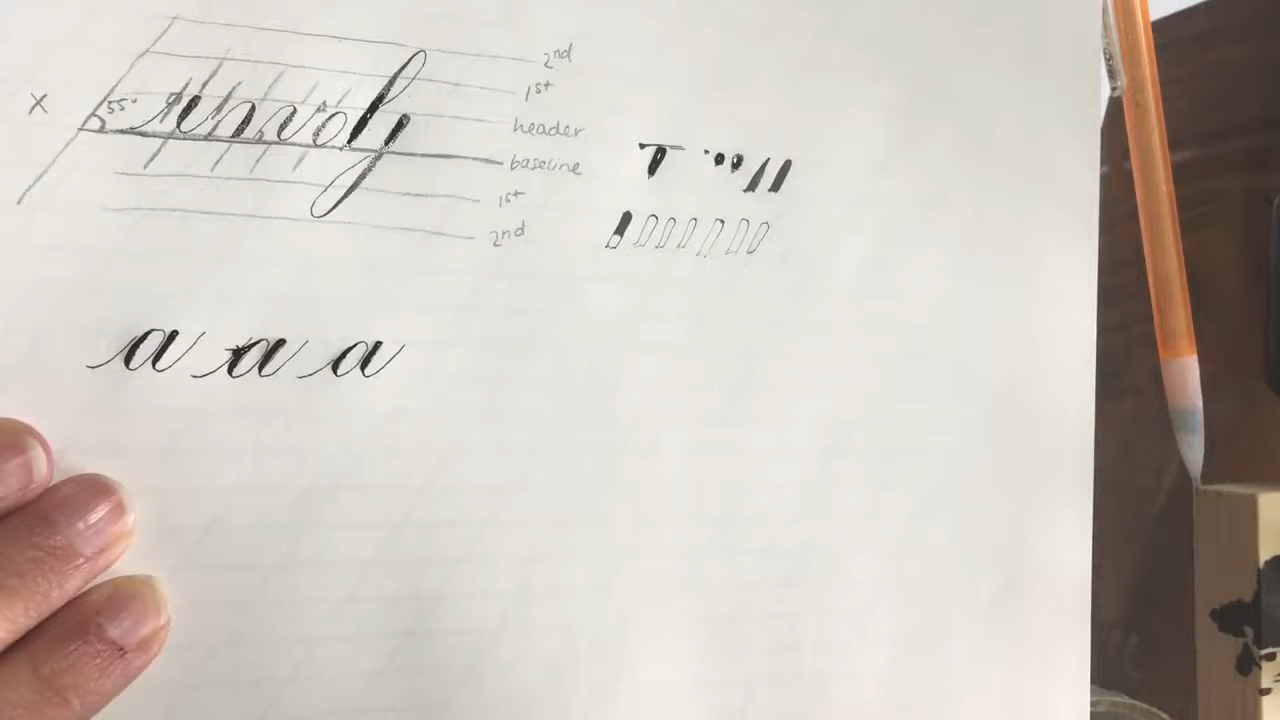 2nd
1st
x 55° header
baseline
1st
2nd
a a a